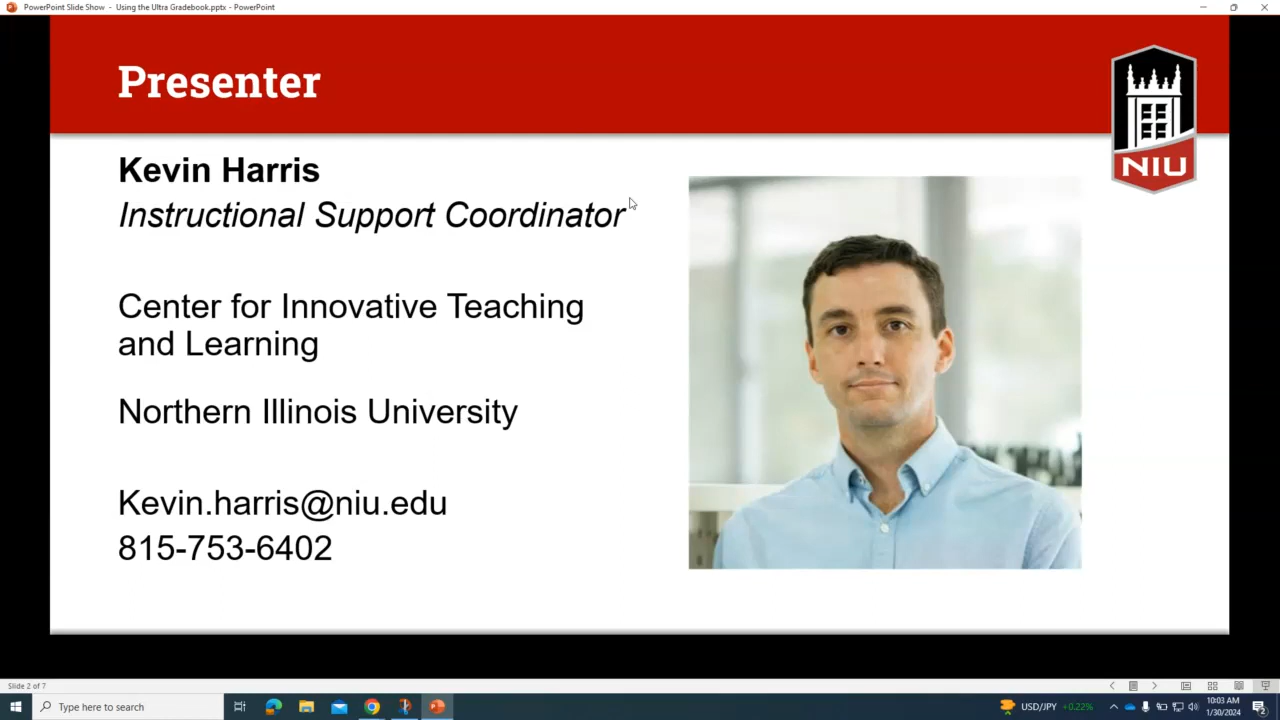 PowerPoint Slide Show - Using the Ultra Gradebook.pptx - PowerPoint
Presenter
NIU
Kevin Harris
Instructional Support Coordinator
Center for Innovative Teaching
and Learning
Northern Illinois University
Kevin.harris@niu.edu
815-753-6402
Slide 2 of 7
Type here to search
USD/JPY +0.22%
10:03 AM
1/30/2024
2